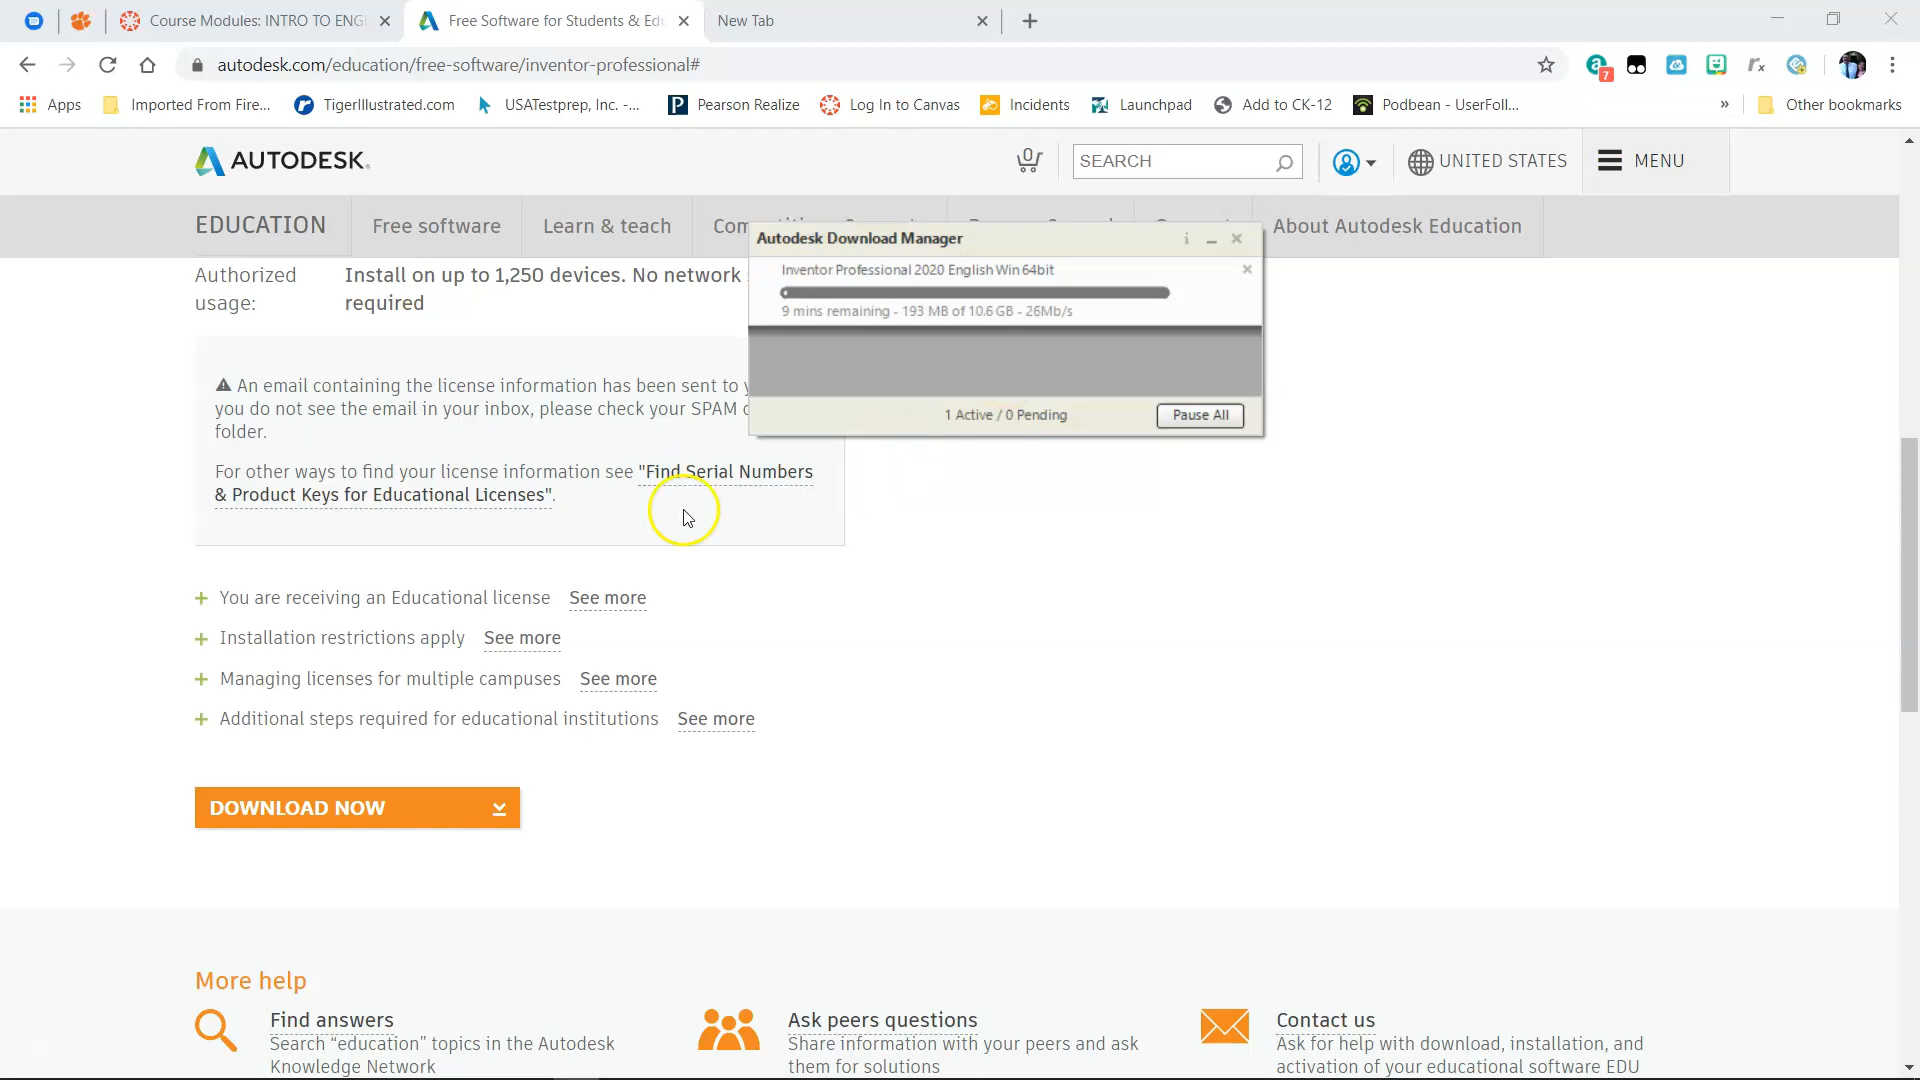 Course Modules: INTRO TO ENG
Free Software for Students & Edu
New Tab
autodesk.com/education/free-software/inventor-professional#
7
Apps
Imported From Fire...
TigerIllustrated.com
USATestprep, Inc. -...
Pearson Realize
Log In to Canvas
Incidents
Launchpad
Add to CK-12
Podbean - UserFoll...
»
Other bookmarks
AUTODESK.
0
SEARCH
UNITED STATES
MENU
EDUCATION
Free software
Learn & teach
About Autodesk Education
Autodesk Download Manager
Inventor Professional 2020 English Win 64bit
9 mins remaining - 193 MB of 10.6 GB - 26Mb/s
1 Active / 0 Pending
Pause All
Authorized usage:
Install on up to 1,250 devices. No network
required
An email containing the license information has been sent to
you do not see the email in your inbox, please check your SPAM
folder.
For other ways to find your license information see "Find Serial Numbers
& Product Keys for Educational Licenses".
+ You are receiving an Educational license See more
+ Installation restrictions apply See more
+ Managing licenses for multiple campuses See more
+ Additional steps required for educational institutions See more
DOWNLOAD NOW
More help
Find answers
Search “education” topics in the Autodesk
Knowledge Network
Ask peers questions
Share information with your peers and ask
them for solutions
Contact us
Ask for help with download, installation, and
activation of your educational software EDU